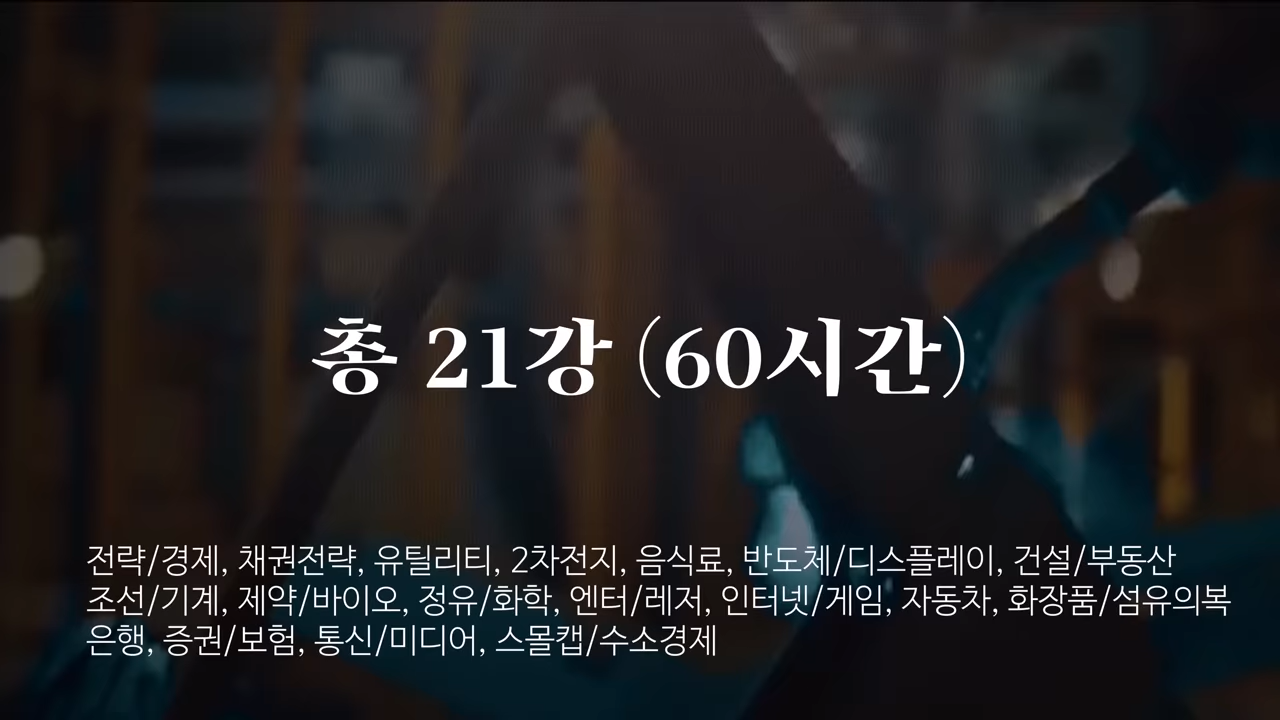 총 21강 (60시간)
전략/경제, 채권전략, 유틸리티, 2차전지, 음식료, 반도체/디스플레이, 건설/부동산
조선/기계, 제약/바이오, 정유/화학, 엔터/레저, 인터넷/게임, 자동차, 화장품/섬유의복
은행, 증권/보험, 통신/미디어, 스몰캡/수소경제